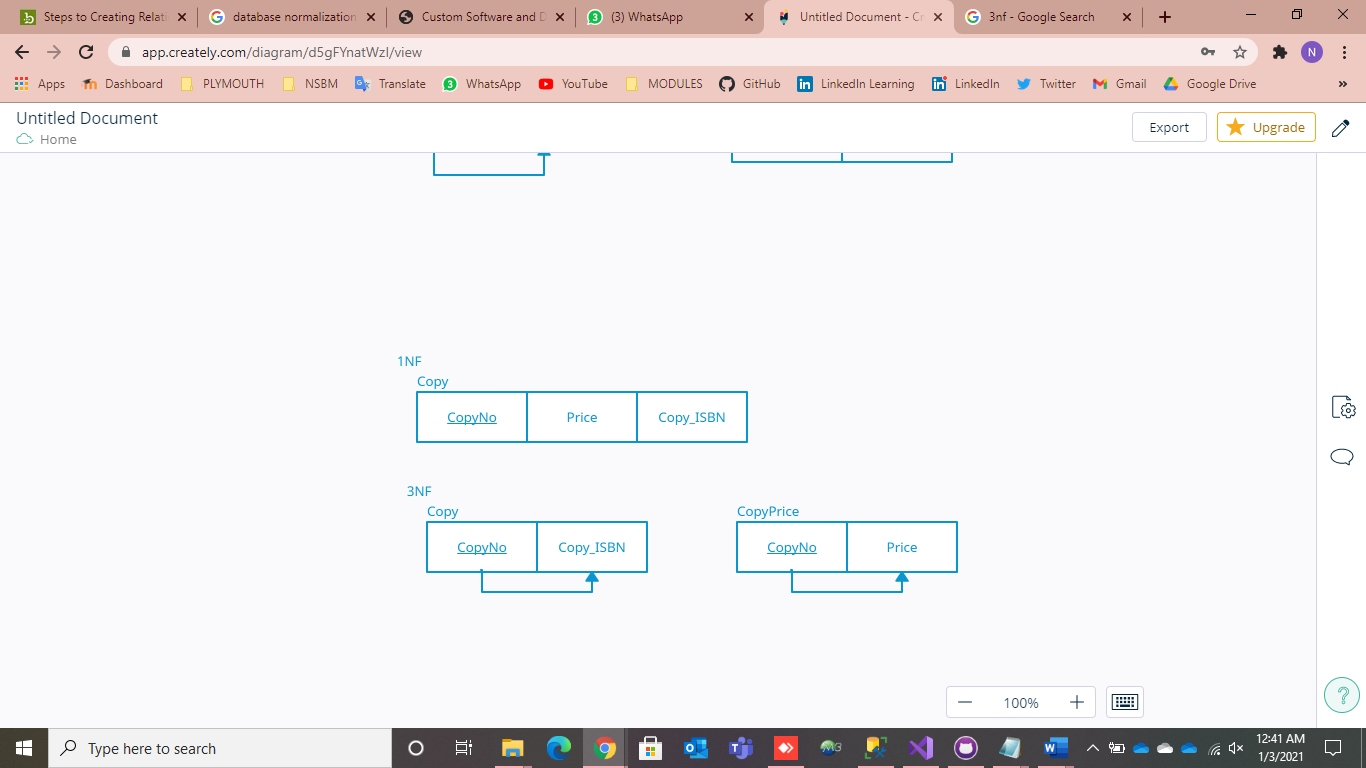 Steps to Creating Relati
database normalization
Custom Software and D
(3) WhatsApp
Untitled Document - Cr
3nf - Google Search
app.creately.com/diagram/d5gFYnatWzI/view
N
Apps
Dashboard
PLYMOUTH
NSBM
Translate
3
WhatsApp
YouTube
MODULES
GitHub
LinkedIn Learning
LinkedIn
Twitter
Gmail
Google Drive
»
Untitled Document
Home
Export
Upgrade
1NF
Copy
CopyNo
Price
Copy_ISBN
3NF
Copy
CopyNo
Copy_ISBN
CopyPrice
CopyNo
Price
100%
?
Type here to search
12:41 AM
1/3/2021